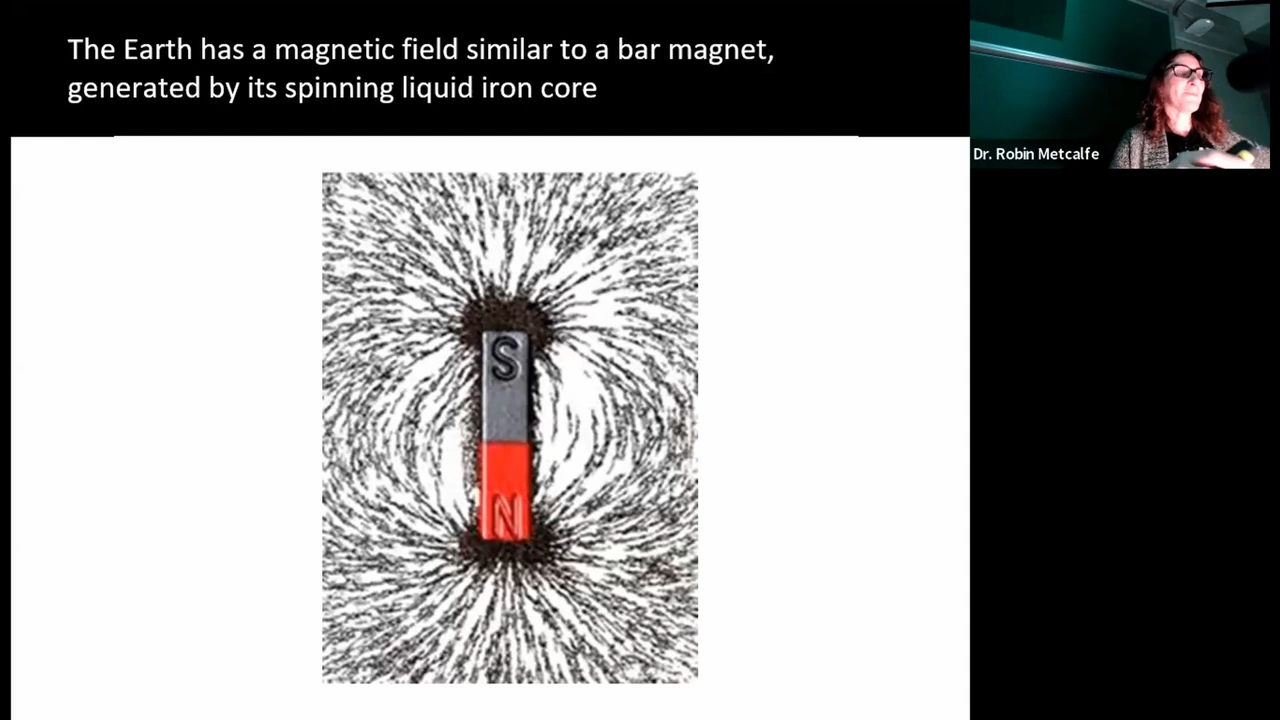 The Earth has a magnetic field similar to a bar magnet,
generated by its spinning liquid iron core
Dr. Robin Metcalfe
S
N